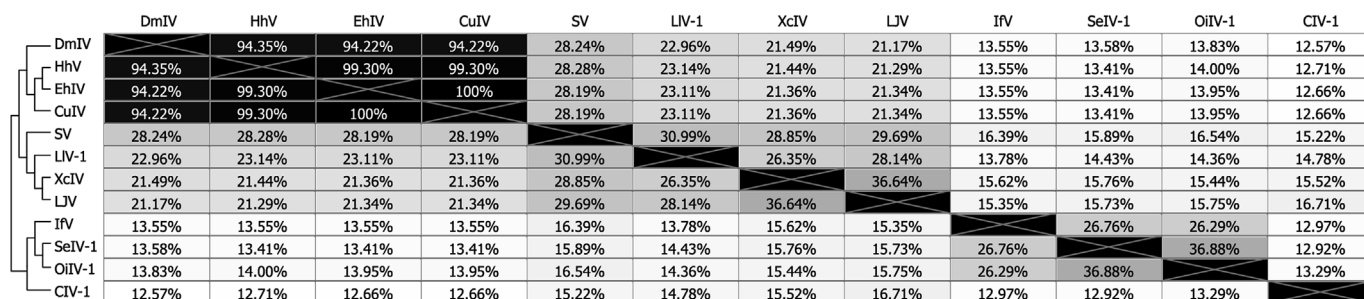 DmIV HhV EhIV CuIV SV LIV-1 XcIV LJV IfV SeIV-1 OiIV-1 CIV-1
DmIV 94.35% 94.22% 94.22% 28.24% 22.96% 21.49% 21.17% 13.55% 13.58% 13.83% 12.57%
HhV 94.35% 99.30% 99.30% 28.28% 23.14% 21.44% 21.29% 13.55% 13.41% 14.00% 12.71%
EhIV 94.22% 99.30% 100% 28.19% 23.11% 21.36% 21.34% 13.55% 13.41% 13.95% 12.66%
CuIV 94.22% 99.30% 100% 28.19% 23.11% 21.36% 21.34% 13.55% 13.41% 13.95% 12.66%
SV 28.24% 28.28% 28.19% 28.19% 30.99% 28.85% 29.69% 16.39% 15.89% 16.54% 15.22%
LIV-1 22.96% 23.14% 23.11% 23.11% 30.99% 26.35% 28.14% 13.78% 14.43% 14.36% 14.78%
XcIV 21.49% 21.44% 21.36% 21.36% 28.85% 26.35% 36.64% 15.62% 15.76% 15.44% 15.52%
LJV 21.17% 21.29% 21.34% 21.34% 29.69% 28.14% 36.64% 15.35% 15.73% 15.75% 16.71%
IfV 13.55% 13.55% 13.55% 13.55% 16.39% 13.78% 15.62% 15.35% 26.76% 26.29% 12.97%
SeIV-1 13.58% 13.41% 13.41% 13.41% 15.89% 14.43% 15.76% 15.73% 26.76% 36.88% 12.92%
OiIV-1 13.83% 14.00% 13.95% 13.95% 16.54% 14.36% 15.44% 15.75% 26.29% 36.88% 13.29%
CIV-1 12.57% 12.71% 12.66% 12.66% 15.22% 14.78% 15.52% 16.71% 12.97% 12.92% 13.29%